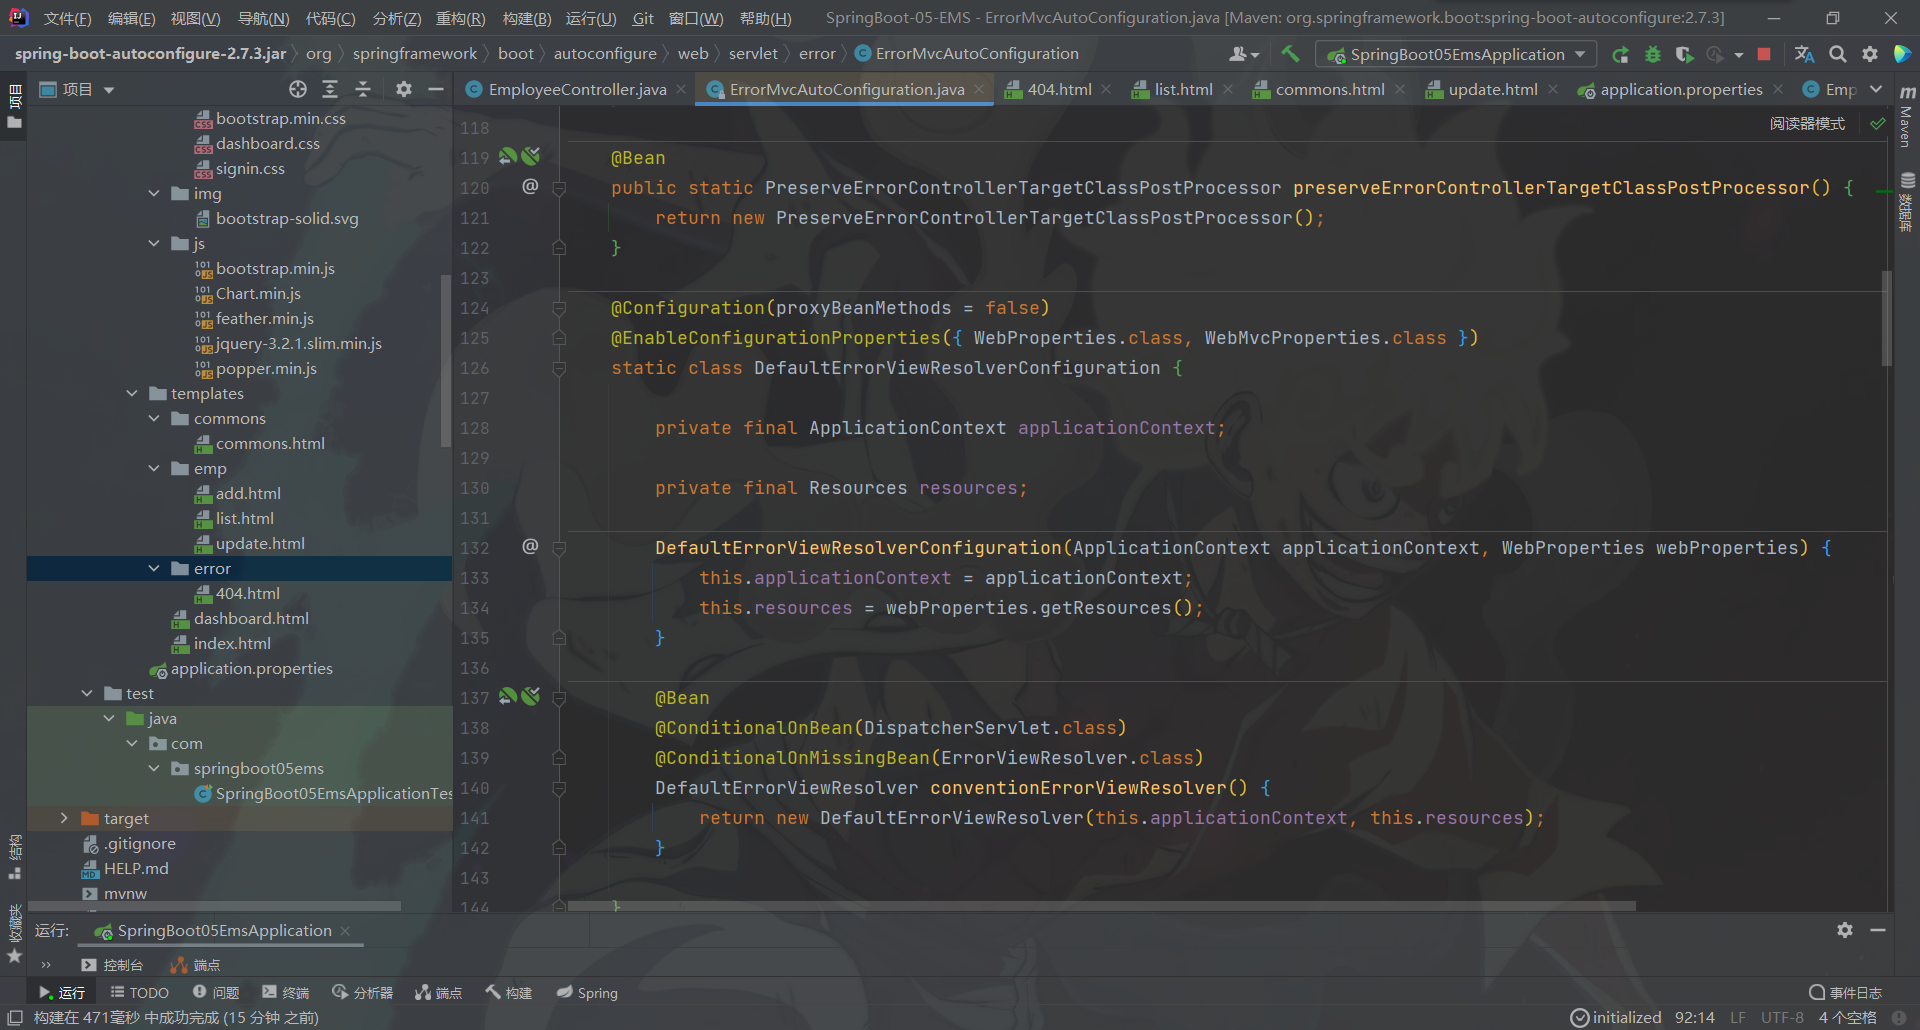 文件(F) 编辑(E) 视图(V) 导航(N) 代码(C) 分析(Z) 重构(R) 构建(B) 运行(U) Git 窗口(W) 帮助(H) SpringBoot-05-EMS - ErrorMvcAutoConfiguration.java [Maven: org.springframework.boot:spring-boot-autoconfigure:2.7.3]
spring-boot-autoconfigure-2.7.3.jar org springframework boot autoconfigure web servlet error ErrorMvcAutoConfiguration SpringBoot05EmsApplication
项目 EmployeeController.java ErrorMvcAutoConfiguration.java 404.html list.html commons.html update.html application.properties Emp
阅读器模式
项目
Maven
数据库
结构
收藏夹
bootstrap.min.css
dashboard.css
signin.css
img
bootstrap-solid.svg
js
bootstrap.min.js
Chart.min.js
feather.min.js
jquery-3.2.1.slim.min.js
popper.min.js
templates
commons
commons.html
emp
add.html
list.html
update.html
error
404.html
dashboard.html
index.html
application.properties
test
java
com
springboot05ems
SpringBoot05EmsApplicationTes
target
.gitignore
HELP.md
mvnw
118
119 @Bean
120 public static PreserveErrorControllerTargetClassPostProcessor preserveErrorControllerTargetClassPostProcessor() {
121 return new PreserveErrorControllerTargetClassPostProcessor();
122 }
123
124 @Configuration(proxyBeanMethods = false)
125 @EnableConfigurationProperties({ WebProperties.class, WebMvcProperties.class })
126 static class DefaultErrorViewResolverConfiguration {
127
128 private final ApplicationContext applicationContext;
129
130 private final Resources resources;
131
132 DefaultErrorViewResolverConfiguration(ApplicationContext applicationContext, WebProperties webProperties) {
133 this.applicationContext = applicationContext;
134 this.resources = webProperties.getResources();
135 }
136
137 @Bean
138 @ConditionalOnBean(DispatcherServlet.class)
139 @ConditionalOnMissingBean(ErrorViewResolver.class)
140 DefaultErrorViewResolver conventionErrorViewResolver() {
141 return new DefaultErrorViewResolver(this.applicationContext, this.resources);
142 }
143
144 }
运行: SpringBoot05EmsApplication
控制台 端点
运行 TODO 问题 终端 分析器 端点 构建 Spring 事件日志
构建在 471毫秒 中成功完成 (15 分钟 之前) initialized 92:14 LF UTF-8 4 个空格